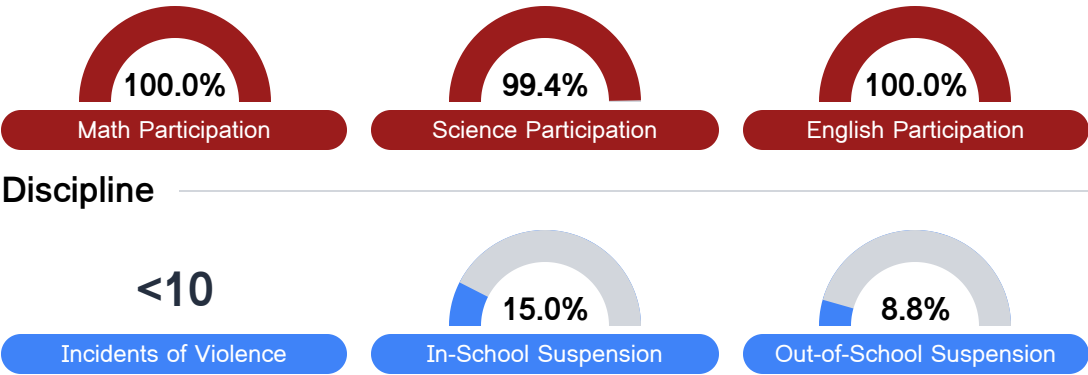 100.0% 99.4% 100.0%
Math Participation Science Participation English Participation
Discipline
<10 15.0% 8.8%
Incidents of Violence In-School Suspension Out-of-School Suspension